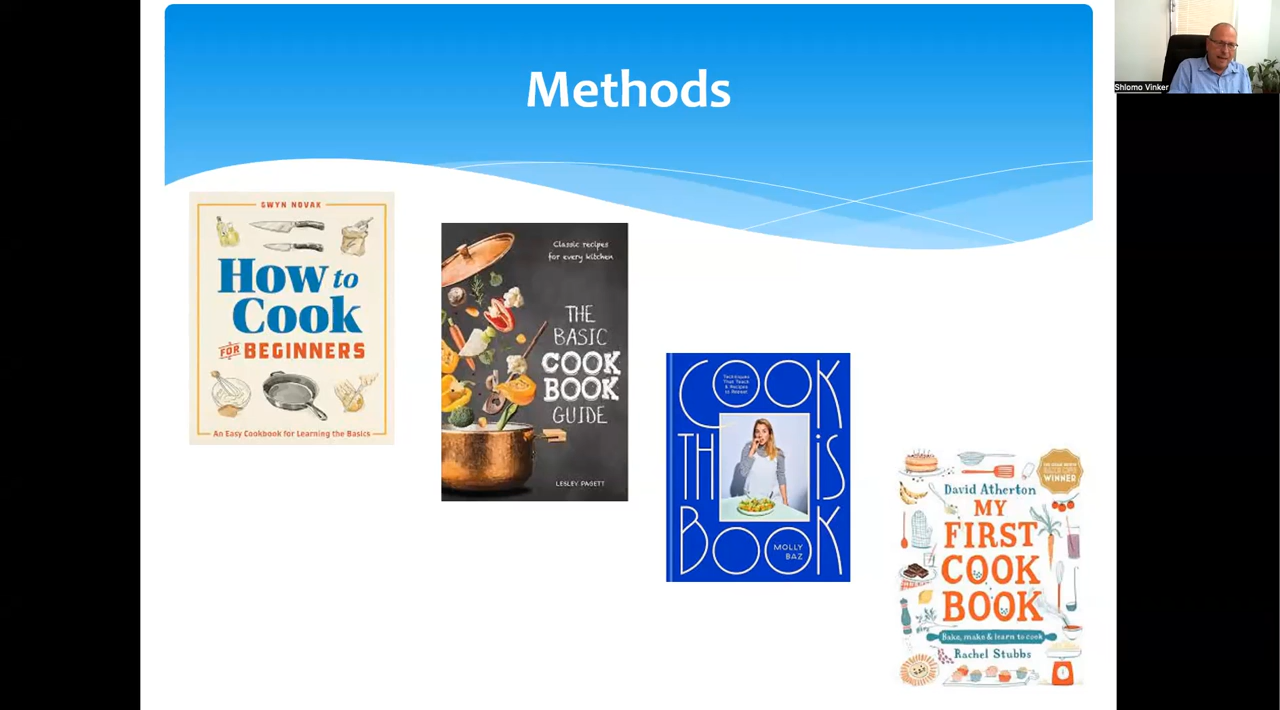 Methods
Shlomo Vinker
GWYN NOVAK
How to
Cook
FOR BEGINNERS
An Easy Cookbook for Learning the Basics
Classic recipes
for every kitchen
THE
BASIC
COOK
BOOK
GUIDE
LESLEY PAGETT
COOK
Techniques
That Teach
& Recipes
to Repeat
THIS
BOOK
MOLLY
BAZ
WINNER
David Atherton
MY
FIRST
COOK
BOOK
Bake, make & learn to cook
Rachel Stubbs